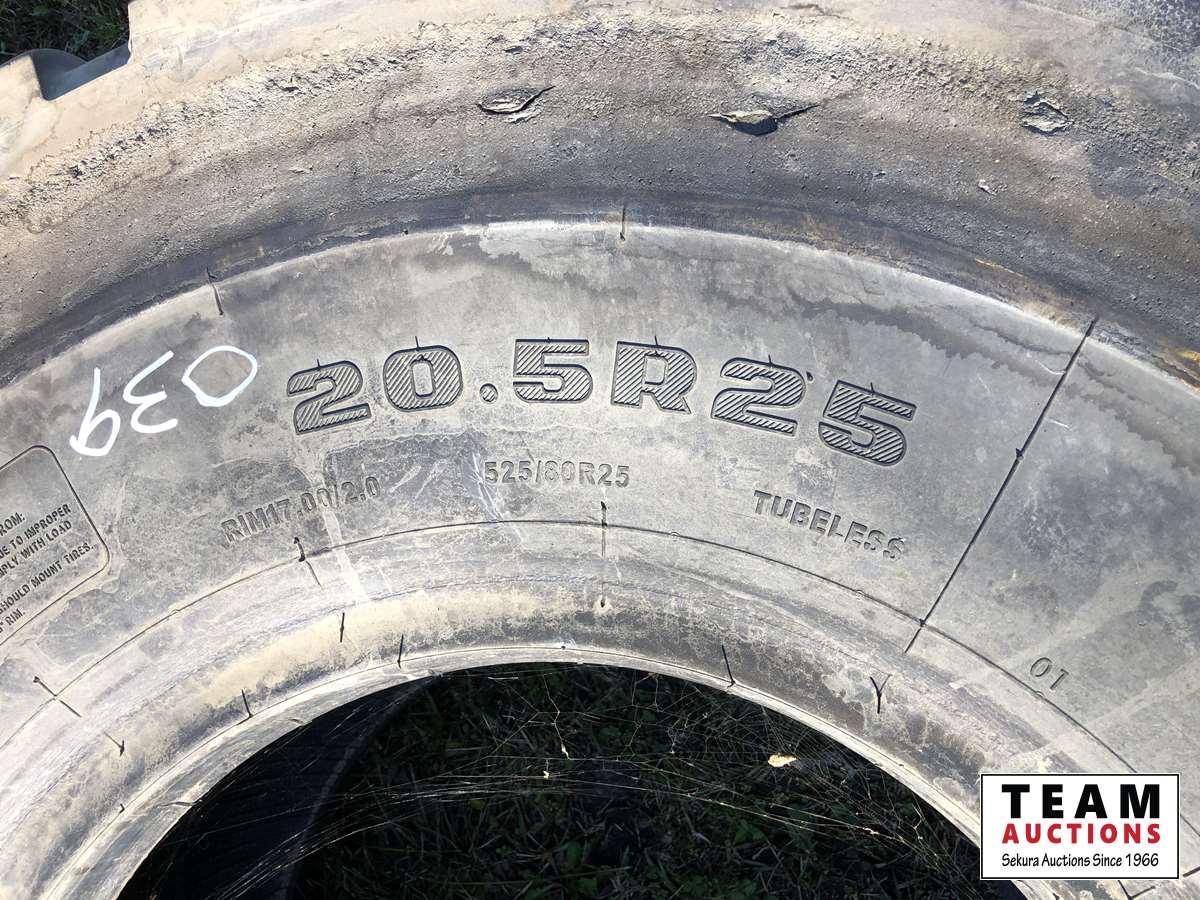 20.5R25
039
RIM17.00/2.0
525/80R25
TUBELESS
ROM:
TO IMPROPER
MPLY WITH LOAD
SHOULD MOUNT TIRES.
RIM.
01
TEAM
AUCTIONS
Sekura Auctions Since 1966